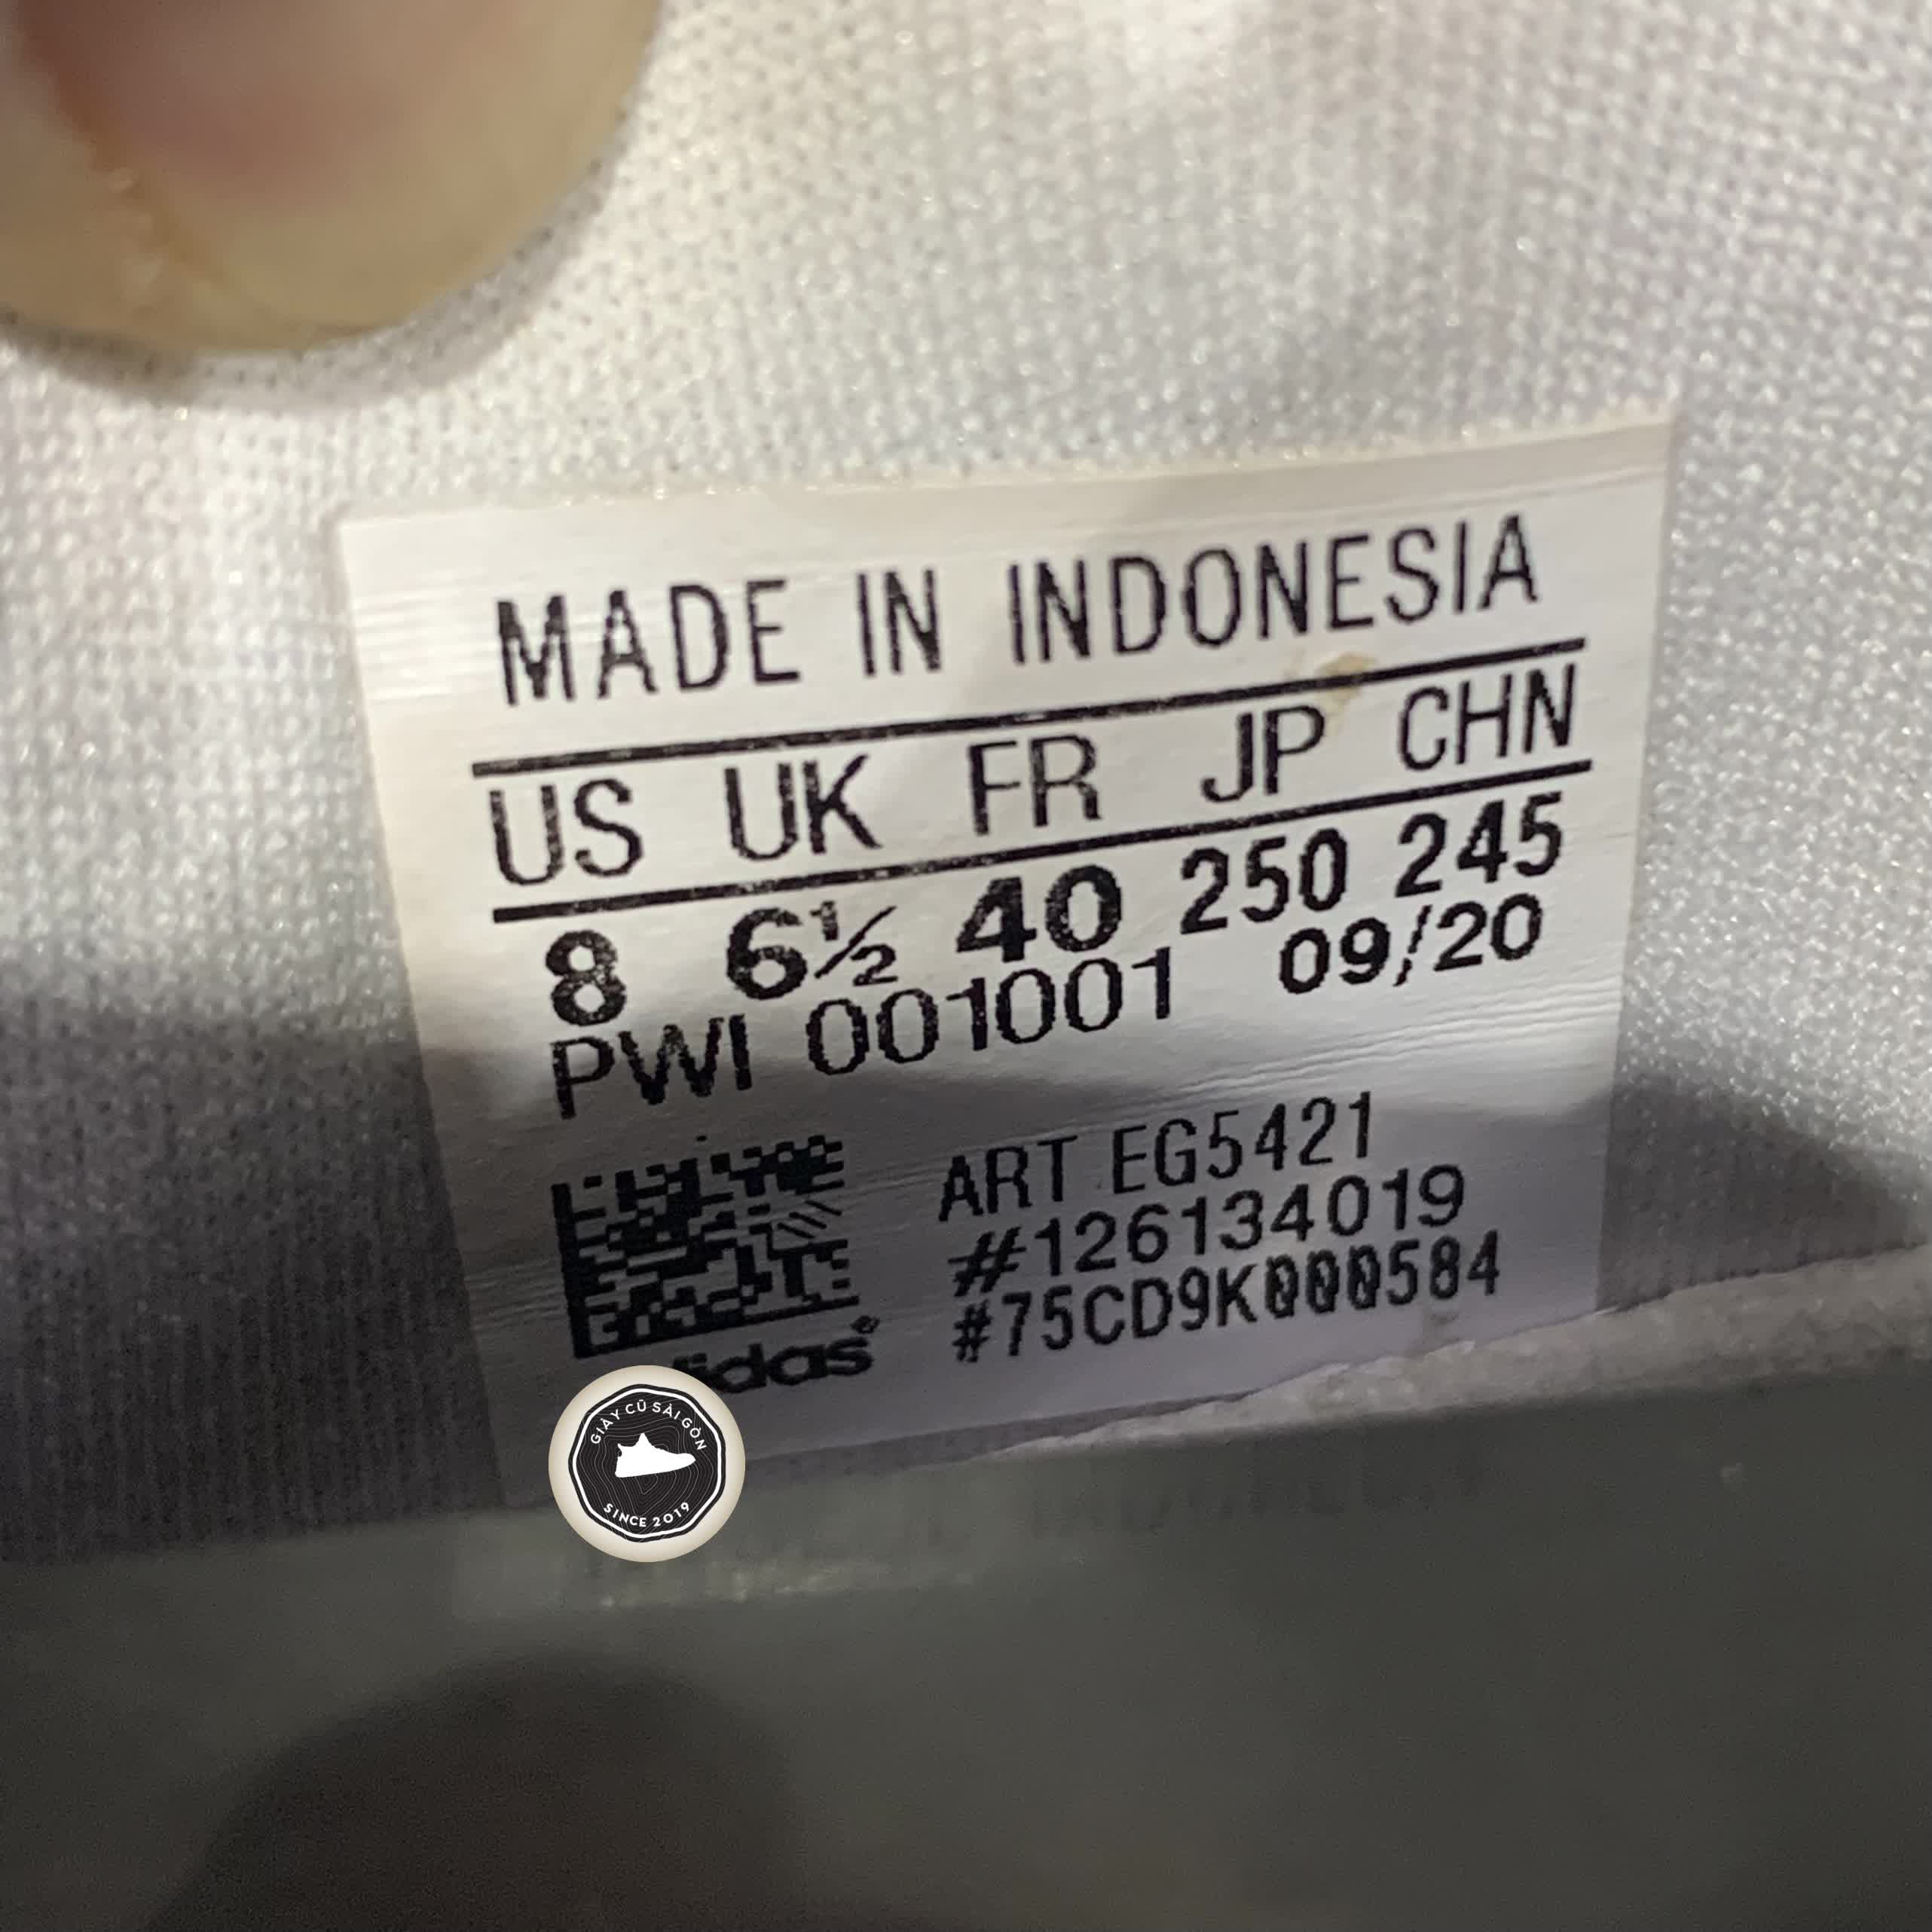 MADE IN INDONESIA
US UK FR JP CHN
8 6½ 40 250 245
PWI 001001 09/20
ART EG5421
#126134019
#75CD9K000584
idas®
GIÀY CŨ SÀI GÒN
SINCE 2019